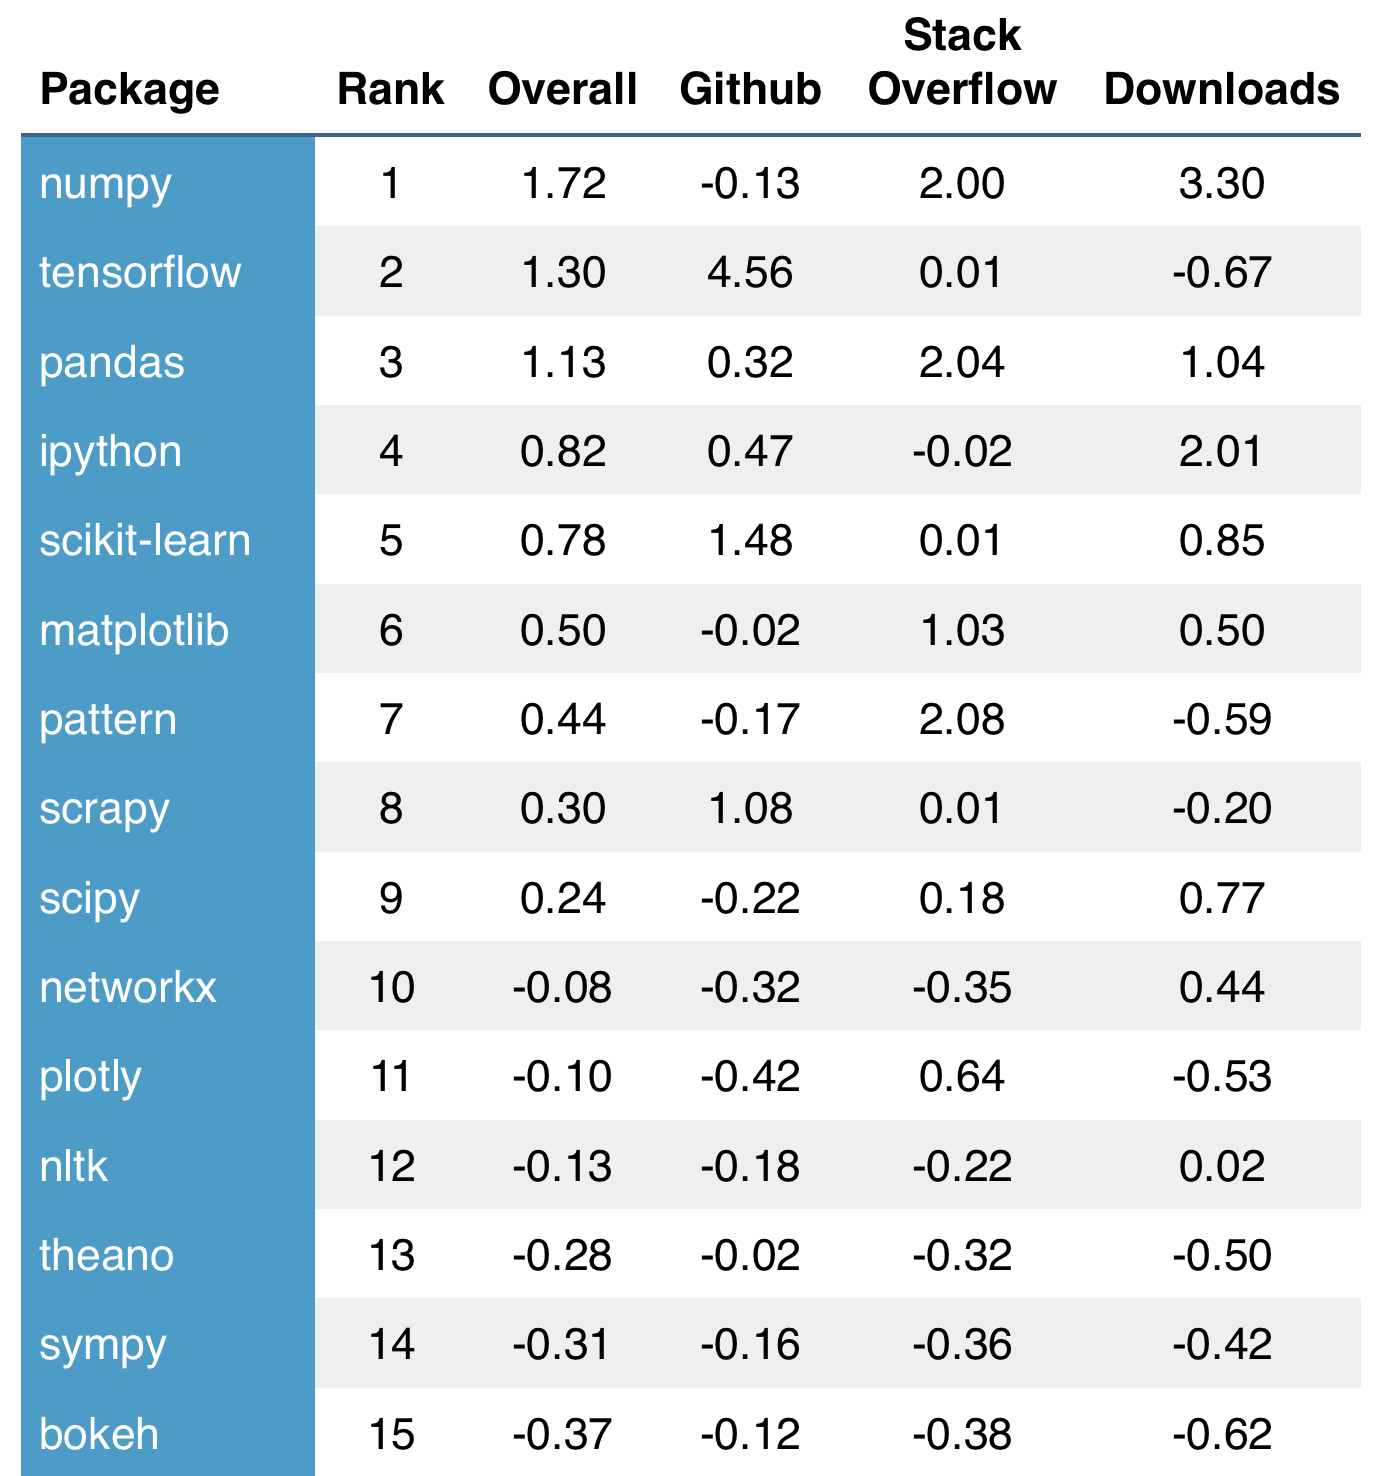 Package Rank Overall Github Stack Overflow Downloads
numpy 1 1.72 -0.13 2.00 3.30
tensorflow 2 1.30 4.56 0.01 -0.67
pandas 3 1.13 0.32 2.04 1.04
ipython 4 0.82 0.47 -0.02 2.01
scikit-learn 5 0.78 1.48 0.01 0.85
matplotlib 6 0.50 -0.02 1.03 0.50
pattern 7 0.44 -0.17 2.08 -0.59
scrapy 8 0.30 1.08 0.01 -0.20
scipy 9 0.24 -0.22 0.18 0.77
networkx 10 -0.08 -0.32 -0.35 0.44
plotly 11 -0.10 -0.42 0.64 -0.53
nltk 12 -0.13 -0.18 -0.22 0.02
theano 13 -0.28 -0.02 -0.32 -0.50
sympy 14 -0.31 -0.16 -0.36 -0.42
bokeh 15 -0.37 -0.12 -0.38 -0.62